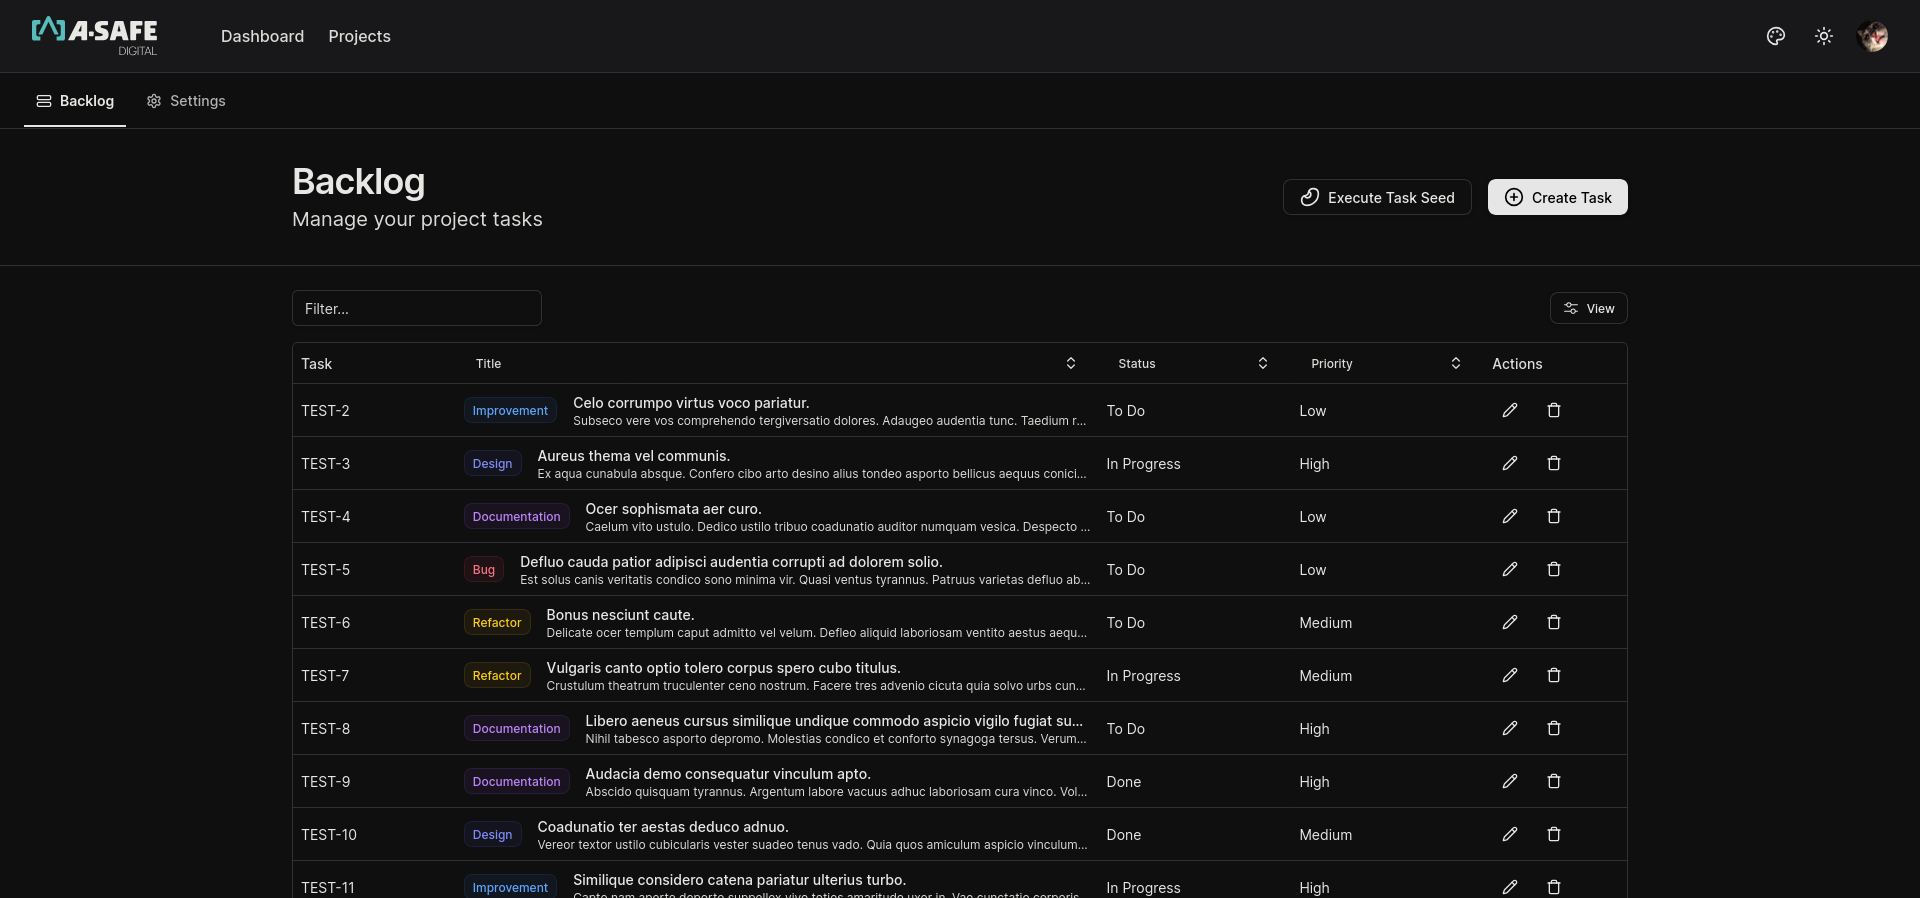 A-SAFE
DIGITAL
Dashboard Projects
Backlog Settings
Backlog
Manage your project tasks
Execute Task Seed Create Task
Filter... View
Task Title Status Priority Actions
TEST-2 Improvement Celo corrumpo virtus voco pariatur. To Do Low
Subseco vere vos comprehendo tergiversatio dolores. Adaugeo audentia tunc. Taedium r...
TEST-3 Design Aureus thema vel communis. In Progress High
Ex aqua cunabula absque. Confero cibo arto desino alius tondeo asporto bellicus aequus conici...
TEST-4 Documentation Ocer sophismata aer curo. To Do Low
Caelum vito ustulo. Dedico ustilo tribuo coadunatio auditor numquam vesica. Despecto ...
TEST-5 Bug Defluo cauda patior adipisci audentia corrupti ad dolorem solio. To Do Low
Est solus canis veritatis condico sono minima vir. Quasi ventus tyrannus. Patruus varietas defluo ab...
TEST-6 Refactor Bonus nesciunt caute. To Do Medium
Delicate ocer templum caput admitto vel velum. Defleo aliquid laboriosam ventito aestus aequ...
TEST-7 Refactor Vulgaris canto optio tolero corpus spero cubo titulus. In Progress Medium
Crustulum theatrum truculenter ceno nostrum. Facere tres advenio cicuta quia solvo urbs cun...
TEST-8 Documentation Libero aeneus cursus similique undique commodo aspicio vigilo fugiat su... To Do High
Nihil tabesco asporto depromo. Molestias condico et conforto synagoga tersus. Verum...
TEST-9 Documentation Audacia demo consequatur vinculum apto. Done High
Abscido quisquam tyrannus. Argentum labore vacuus adhuc laboriosam cura vinco. Vol...
TEST-10 Design Coadunatio ter aestas deduco adnuo. Done Medium
Vereor textor ustilo cubicularis vester suadeo tenus vado. Quia quos amiculum aspicio vinculum...
TEST-11 Improvement Similique considero catena pariatur ulterius turbo. In Progress High